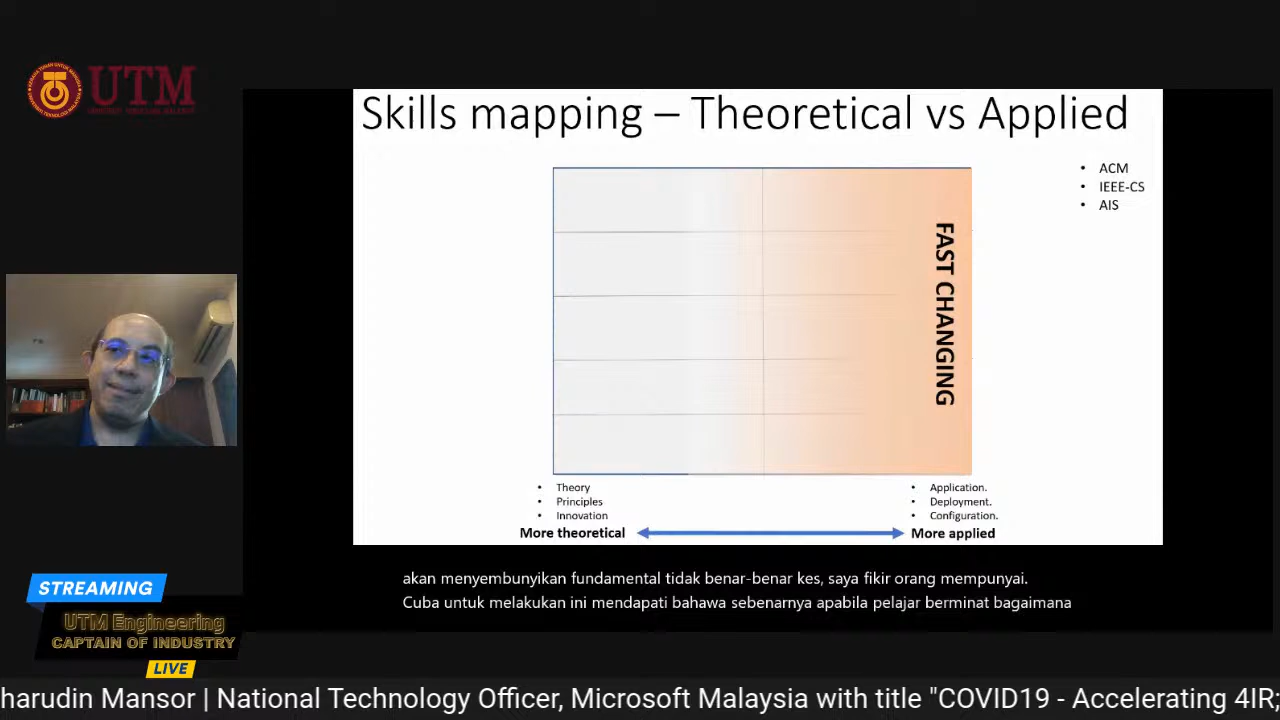 UTM
Skills mapping – Theoretical vs Applied
• ACM
• IEEE-CS
• AIS
FAST CHANGING
• Theory
• Principles
• Innovation
More theoretical
• Application.
• Deployment.
• Configuration.
More applied
akan menyembunyikan fundamental tidak benar-benar kes, saya fikir orang mempunyai.
Cuba untuk melakukan ini mendapati bahawa sebenarnya apabila pelajar berminat bagaimana
STREAMING
UTM Engineering
CAPTAIN OF INDUSTRY
LIVE
harudin Mansor | National Technology Officer, Microsoft Malaysia with title "COVID19 - Accelerating 4IR;